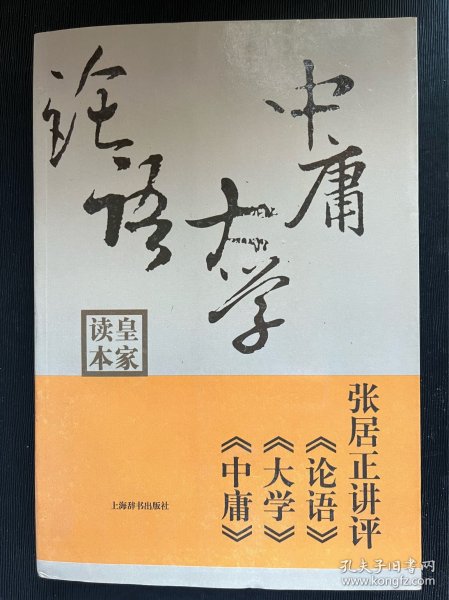 论语
大学
中庸
皇家
读本
张居正讲评
《论语》
《大学》
《中庸》
上海辞书出版社
孔夫子旧书网
www.kongfz.com